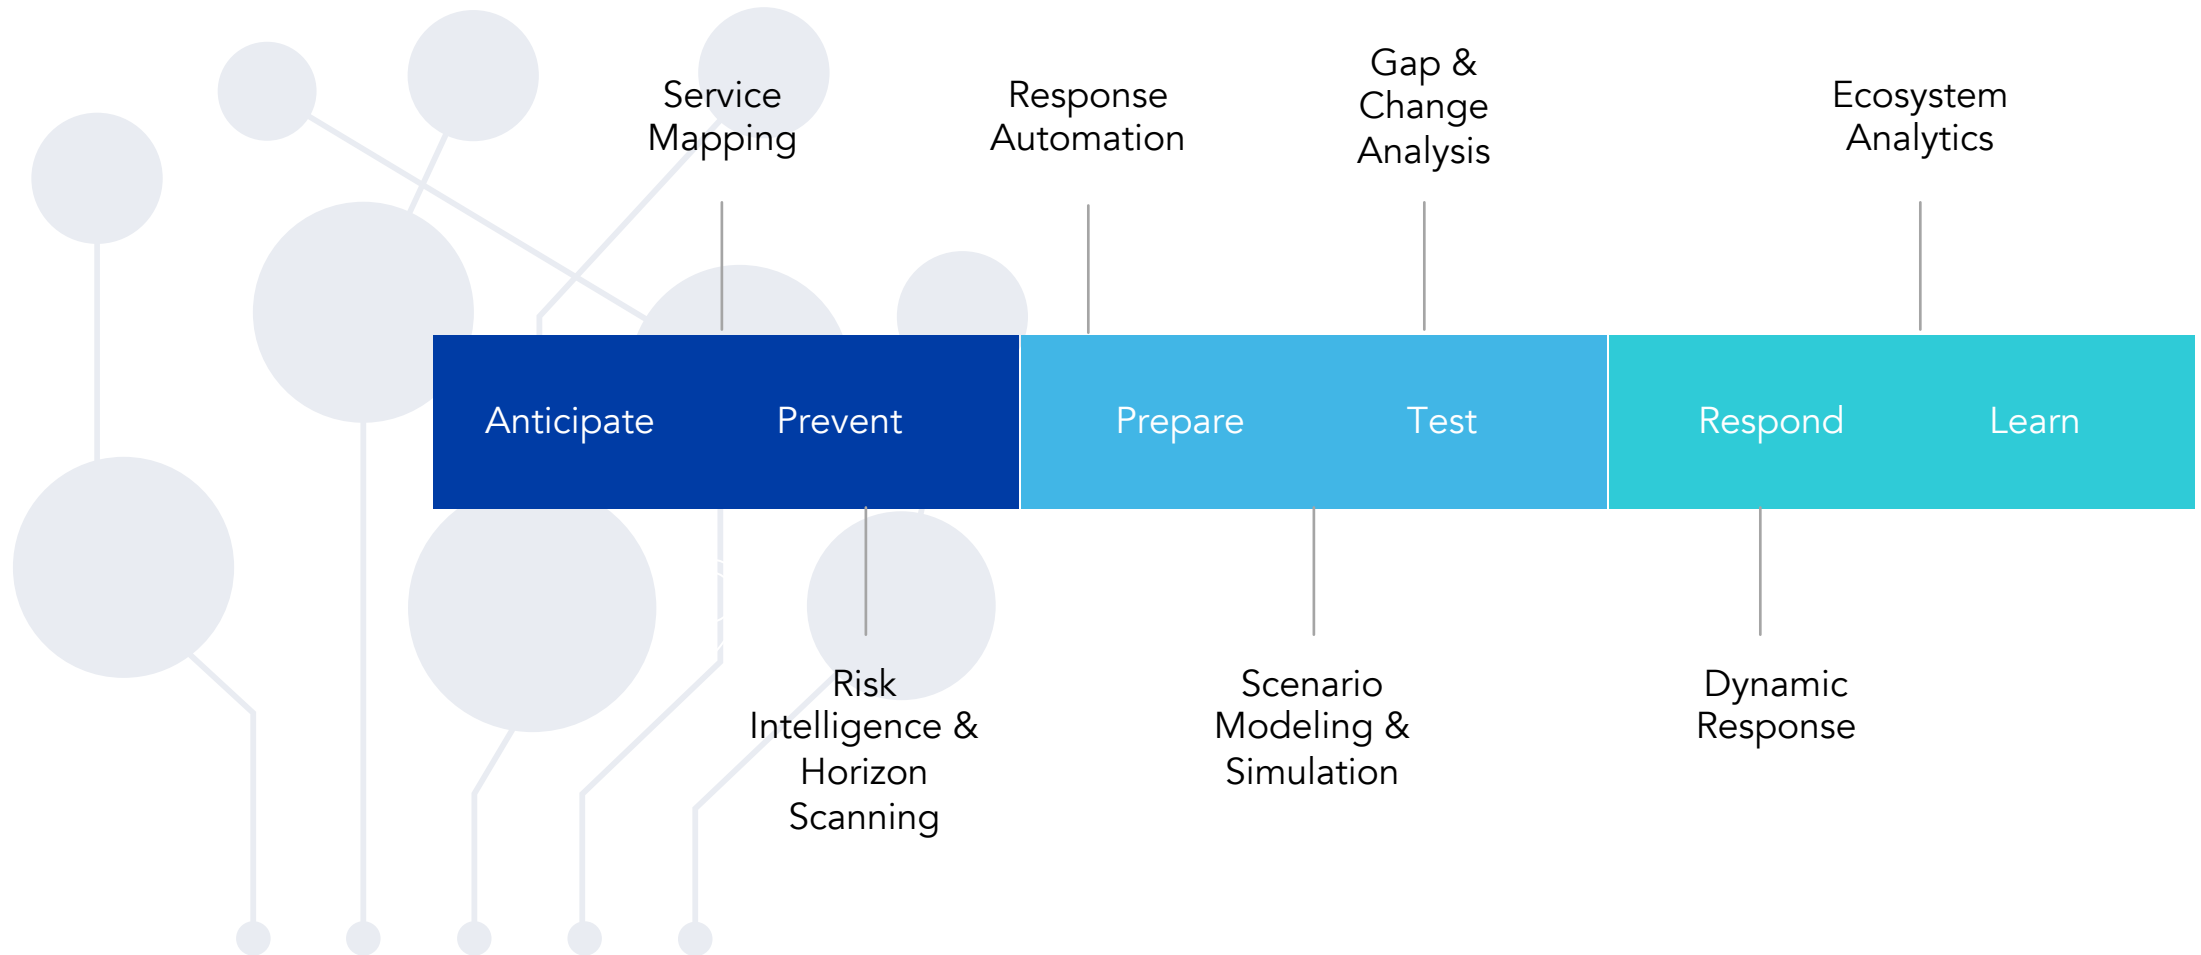 Service
Mapping
Response
Automation
Gap &
Change
Analysis
Ecosystem
Analytics
Anticipate
Prevent
Prepare
Test
Respond
Learn
Risk
Intelligence &
Horizon
Scanning
Scenario
Modeling &
Simulation
Dynamic
Response